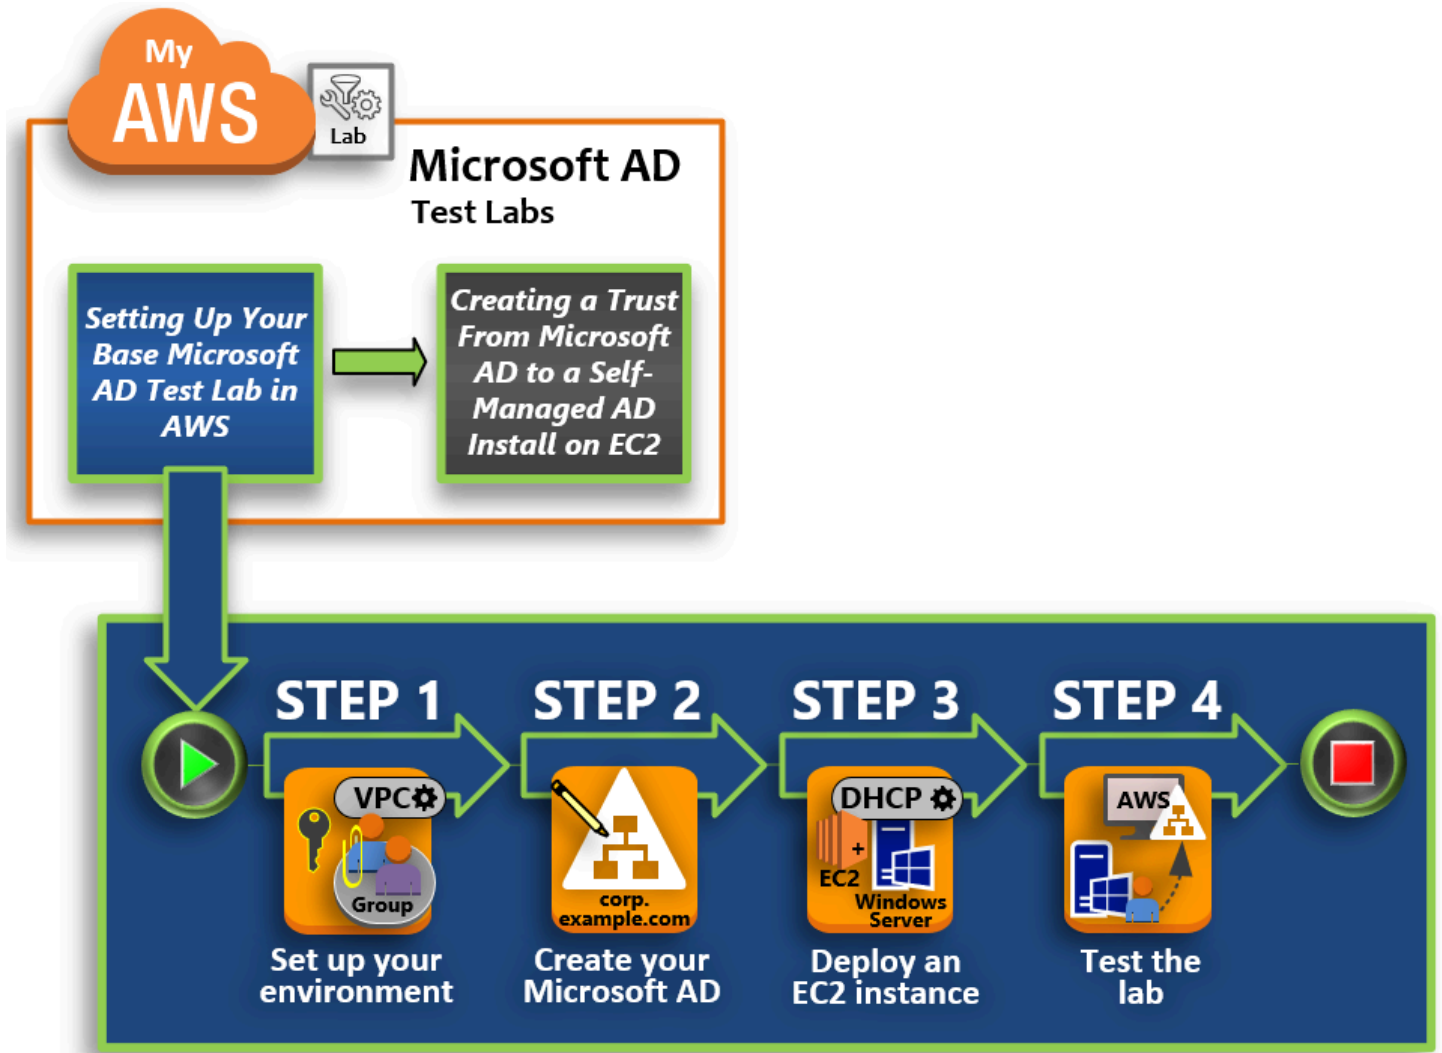 My
AWS
Lab
Microsoft AD
Test Labs
Setting Up Your
Base Microsoft
AD Test Lab in
AWS
Creating a Trust
From Microsoft
AD to a Self-
Managed AD
Install on EC2
STEP 1
VPC
Group
Set up your
environment
STEP 2
corp.
example.com
Create your
Microsoft AD
STEP 3
DHCP
+
EC2
Windows
Server
Deploy an
EC2 instance
STEP 4
AWS
Test the
lab